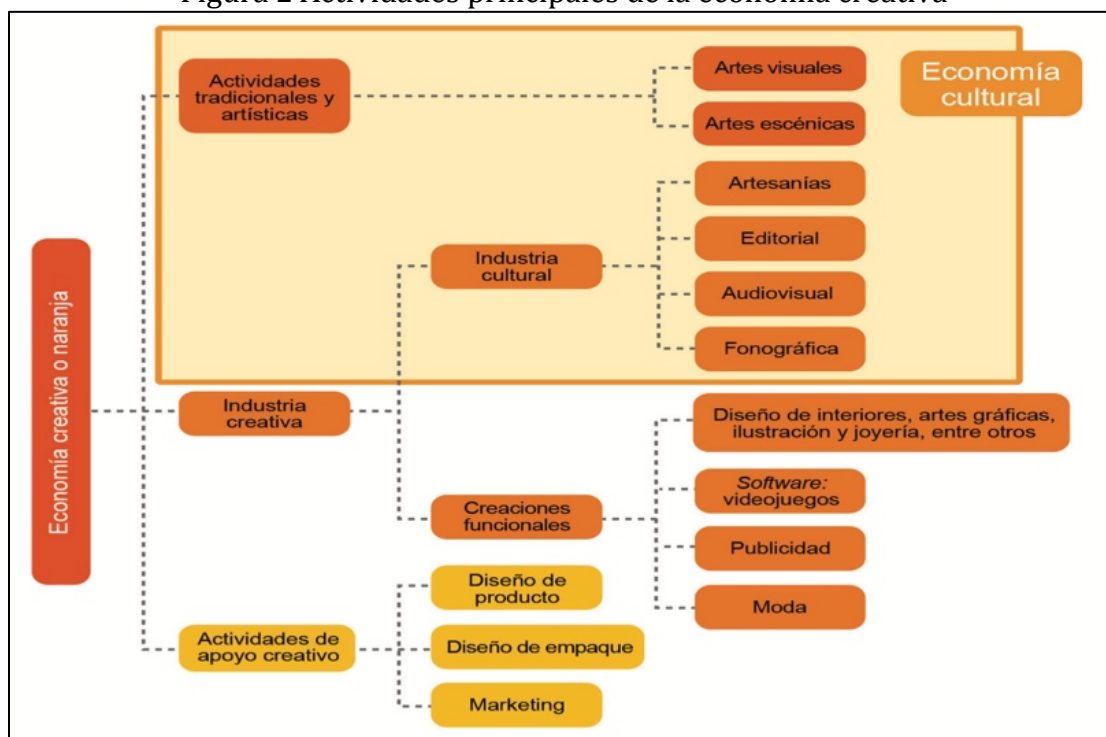 Figura 2 Actividades principales de la economía creativa
Economía creativa o naranja
Actividades
tradicionales y
artísticas
Artes visuales
Artes escénicas
Economía
cultural
Industria
cultural
Artesanías
Editorial
Audiovisual
Fonográfica
Industria
creativa
Creaciones
funcionales
Diseño de interiores, artes gráficas,
ilustración y joyería, entre otros
Software:
videojuegos
Publicidad
Moda
Actividades de
apoyo creativo
Diseño de
producto
Diseño de empaque
Marketing